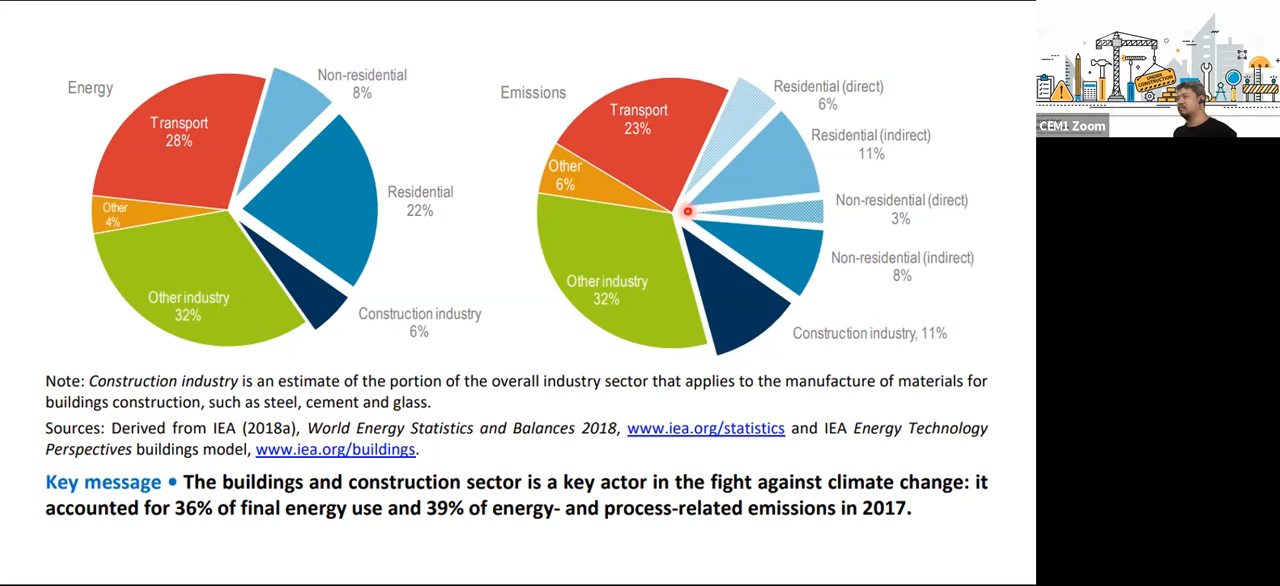 Energy
Non-residential
8%
Transport
28%
Residential
22%
Other
4%
Other industry
32%
Construction industry
6%
Emissions
Residential (direct)
6%
Transport
23%
Residential (indirect)
11%
Other
6%
Non-residential (direct)
3%
Non-residential (indirect)
8%
Other industry
32%
Construction industry, 11%
Note: Construction industry is an estimate of the portion of the overall industry sector that applies to the manufacture of materials for
buildings construction, such as steel, cement and glass.
Sources: Derived from IEA (2018a), World Energy Statistics and Balances 2018, www.iea.org/statistics and IEA Energy Technology
Perspectives buildings model, www.iea.org/buildings.
Key message • The buildings and construction sector is a key actor in the fight against climate change: it
accounted for 36% of final energy use and 39% of energy- and process-related emissions in 2017.
UNDER
CONSTRUCTION
CEM1 Zoom